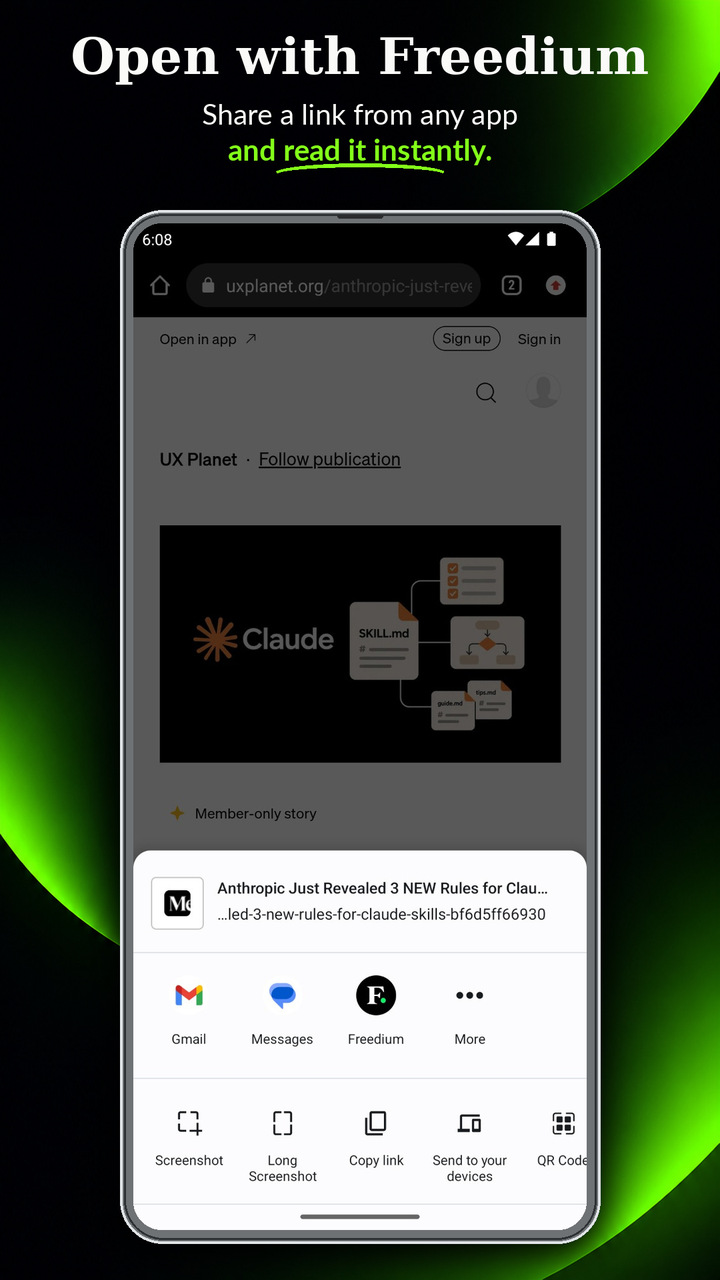 Open with Freedium
Share a link from any app
and read it instantly.
6:08
uxplanet.org/anthropic-just-reve
2
Open in app
Sign up
Sign in
UX Planet · Follow publication
Claude
SKILL.md
#
guide.md
#
tips.md
#
Member-only story
Me
Anthropic Just Revealed 3 NEW Rules for Clau...
...led-3-new-rules-for-claude-skills-bf6d5ff66930
F.
Gmail
Messages
Freedium
More
Screenshot
Long
Screenshot
Copy link
Send to your
devices
QR Code